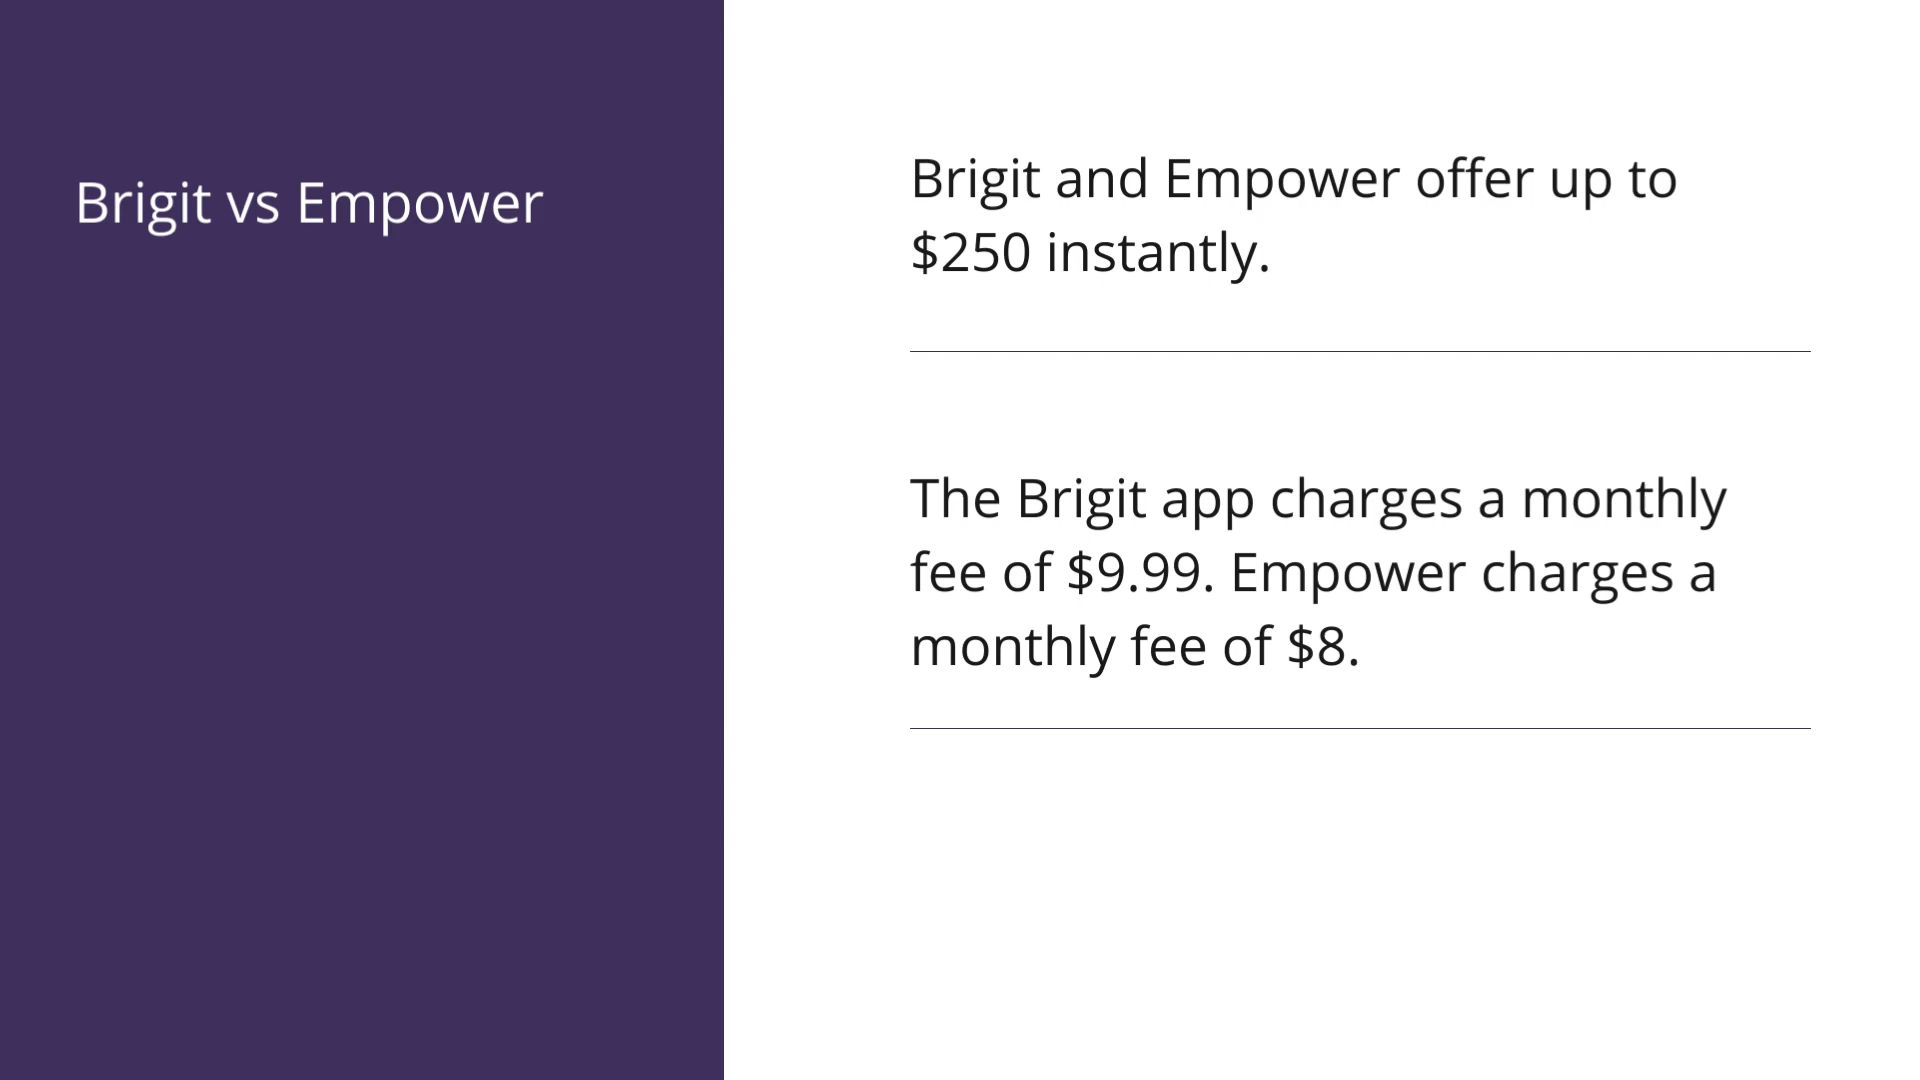 Brigit vs Empower
Brigit and Empower offer up to
$250 instantly.
The Brigit app charges a monthly
fee of $9.99. Empower charges a
monthly fee of $8.